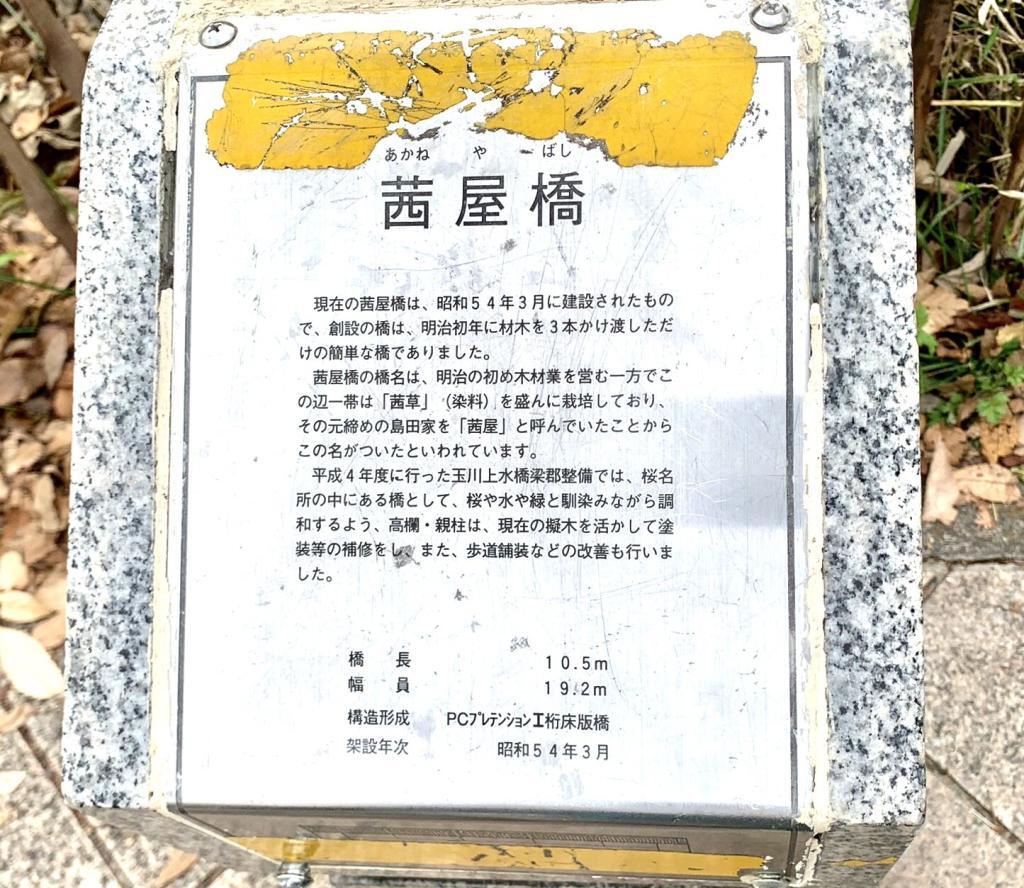 あかね や ばし
茜屋橋
現在の茜屋橋は、昭和54年3月に建設されたもの
で、創設の橋は、明治初年に材木を3本かけ渡しただ
けの簡単な橋でありました。
茜屋橋の橋名は、明治の初め木材業を営む一方でこ
の辺一帯は「茜草」（染料）を盛んに栽培しており、
その元締めの島田家を「茜屋」と呼んでいたことから
この名がついたといわれています。
平成4年度に行った玉川上水橋梁郡整備では、桜名
所の中にある橋として、桜や水や緑と馴染みながら調
和するよう、高欄・親柱は、現在の擬木を活かして塗
装等の補修をし、また、歩道舗装などの改善も行いま
した。
橋長 10.5m
幅員 19.2m
構造形成 PCプレテンションI桁床版橋
架設年次 昭和54年3月